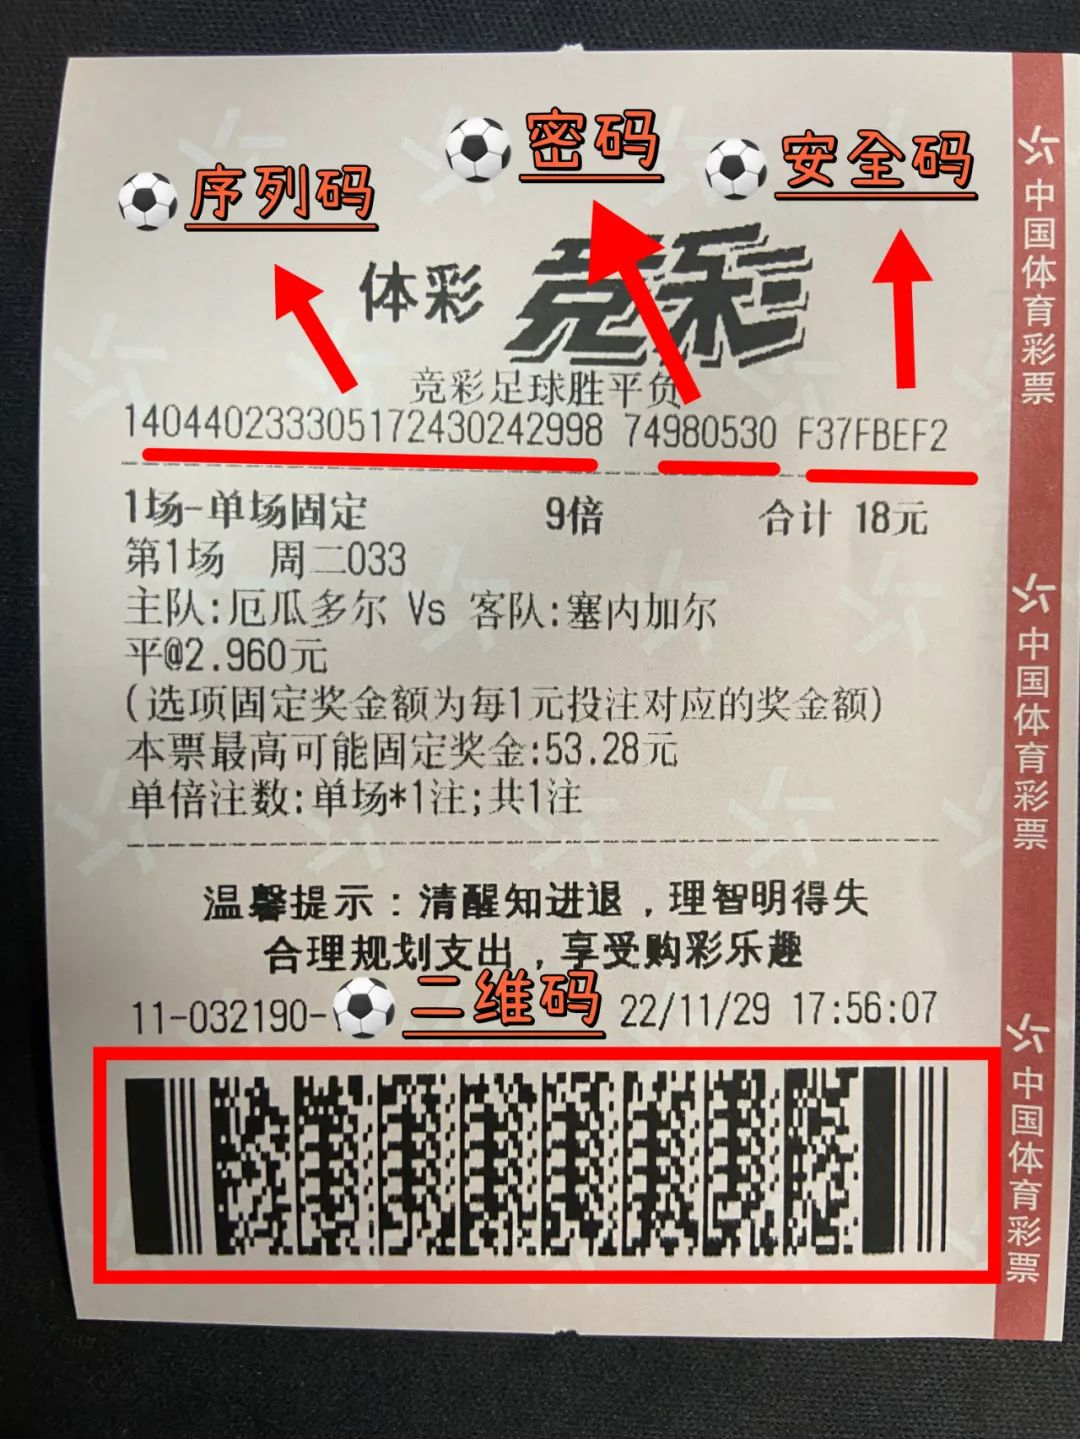 序列码
密码
安全码
体彩 竞彩
竞彩足球胜平负
140440233305172430242998 74980530 F37FBEF2
1场-单场固定 9倍 合计 18元
第1场 周二033
主队:厄瓜多尔 Vs 客队:塞内加尔
平@2.960元
(选项固定奖金额为每1元投注对应的奖金额)
本票最高可能固定奖金:53.28元
单倍注数:单场*1注;共1注
温馨提示：清醒知进退，理智明得失
合理规划支出，享受购彩乐趣
11-032190- 二维码 22/11/29 17:56:07
中国体育彩票
中国体育彩票
中国体育彩票